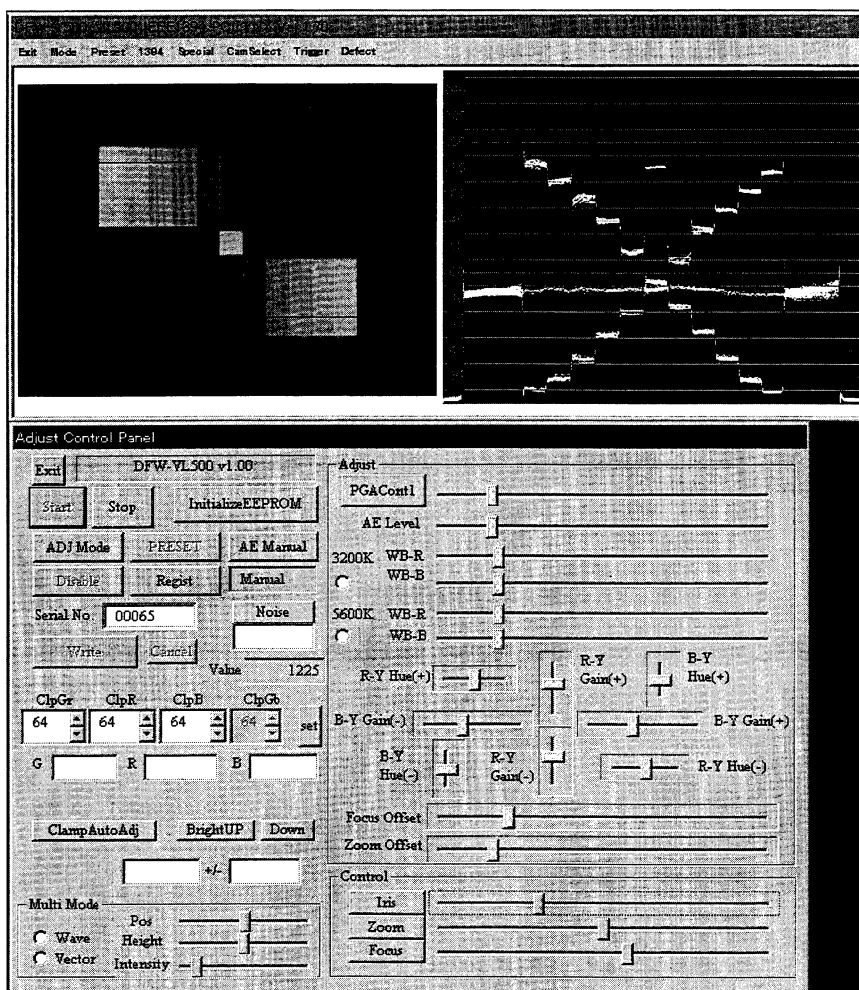 Exit Mode Preset 1394 Special CamSelect Trigger Defect
Adjust Control Panel
Exit DFW-VL500 v1.00
Start Stop InitializeEEPROM
ADJ Mode PRESET AE Manual
Disable Regist Manual
Serial No. 00065 Noise
Write Cancel
Value 1225
ClpGr ClpR ClpB ClpGb
64 64 64 64 set
G R B
ClampAutoAdj BrightUP Down
+/-
Multi Mode
Pos
Wave Height
Vector Intensity
Adjust
PGACont1
AE Level
3200K WB-R
WB-B
5600K WB-R
WB-B
R-Y Hue(+) R-Y Gain(+) B-Y Hue(+)
B-Y Gain(-) B-Y Gain(+)
B-Y Hue(-) R-Y Gain(-) R-Y Hue(-)
Focus Offset
Zoom Offset
Control
Iris
Zoom
Focus